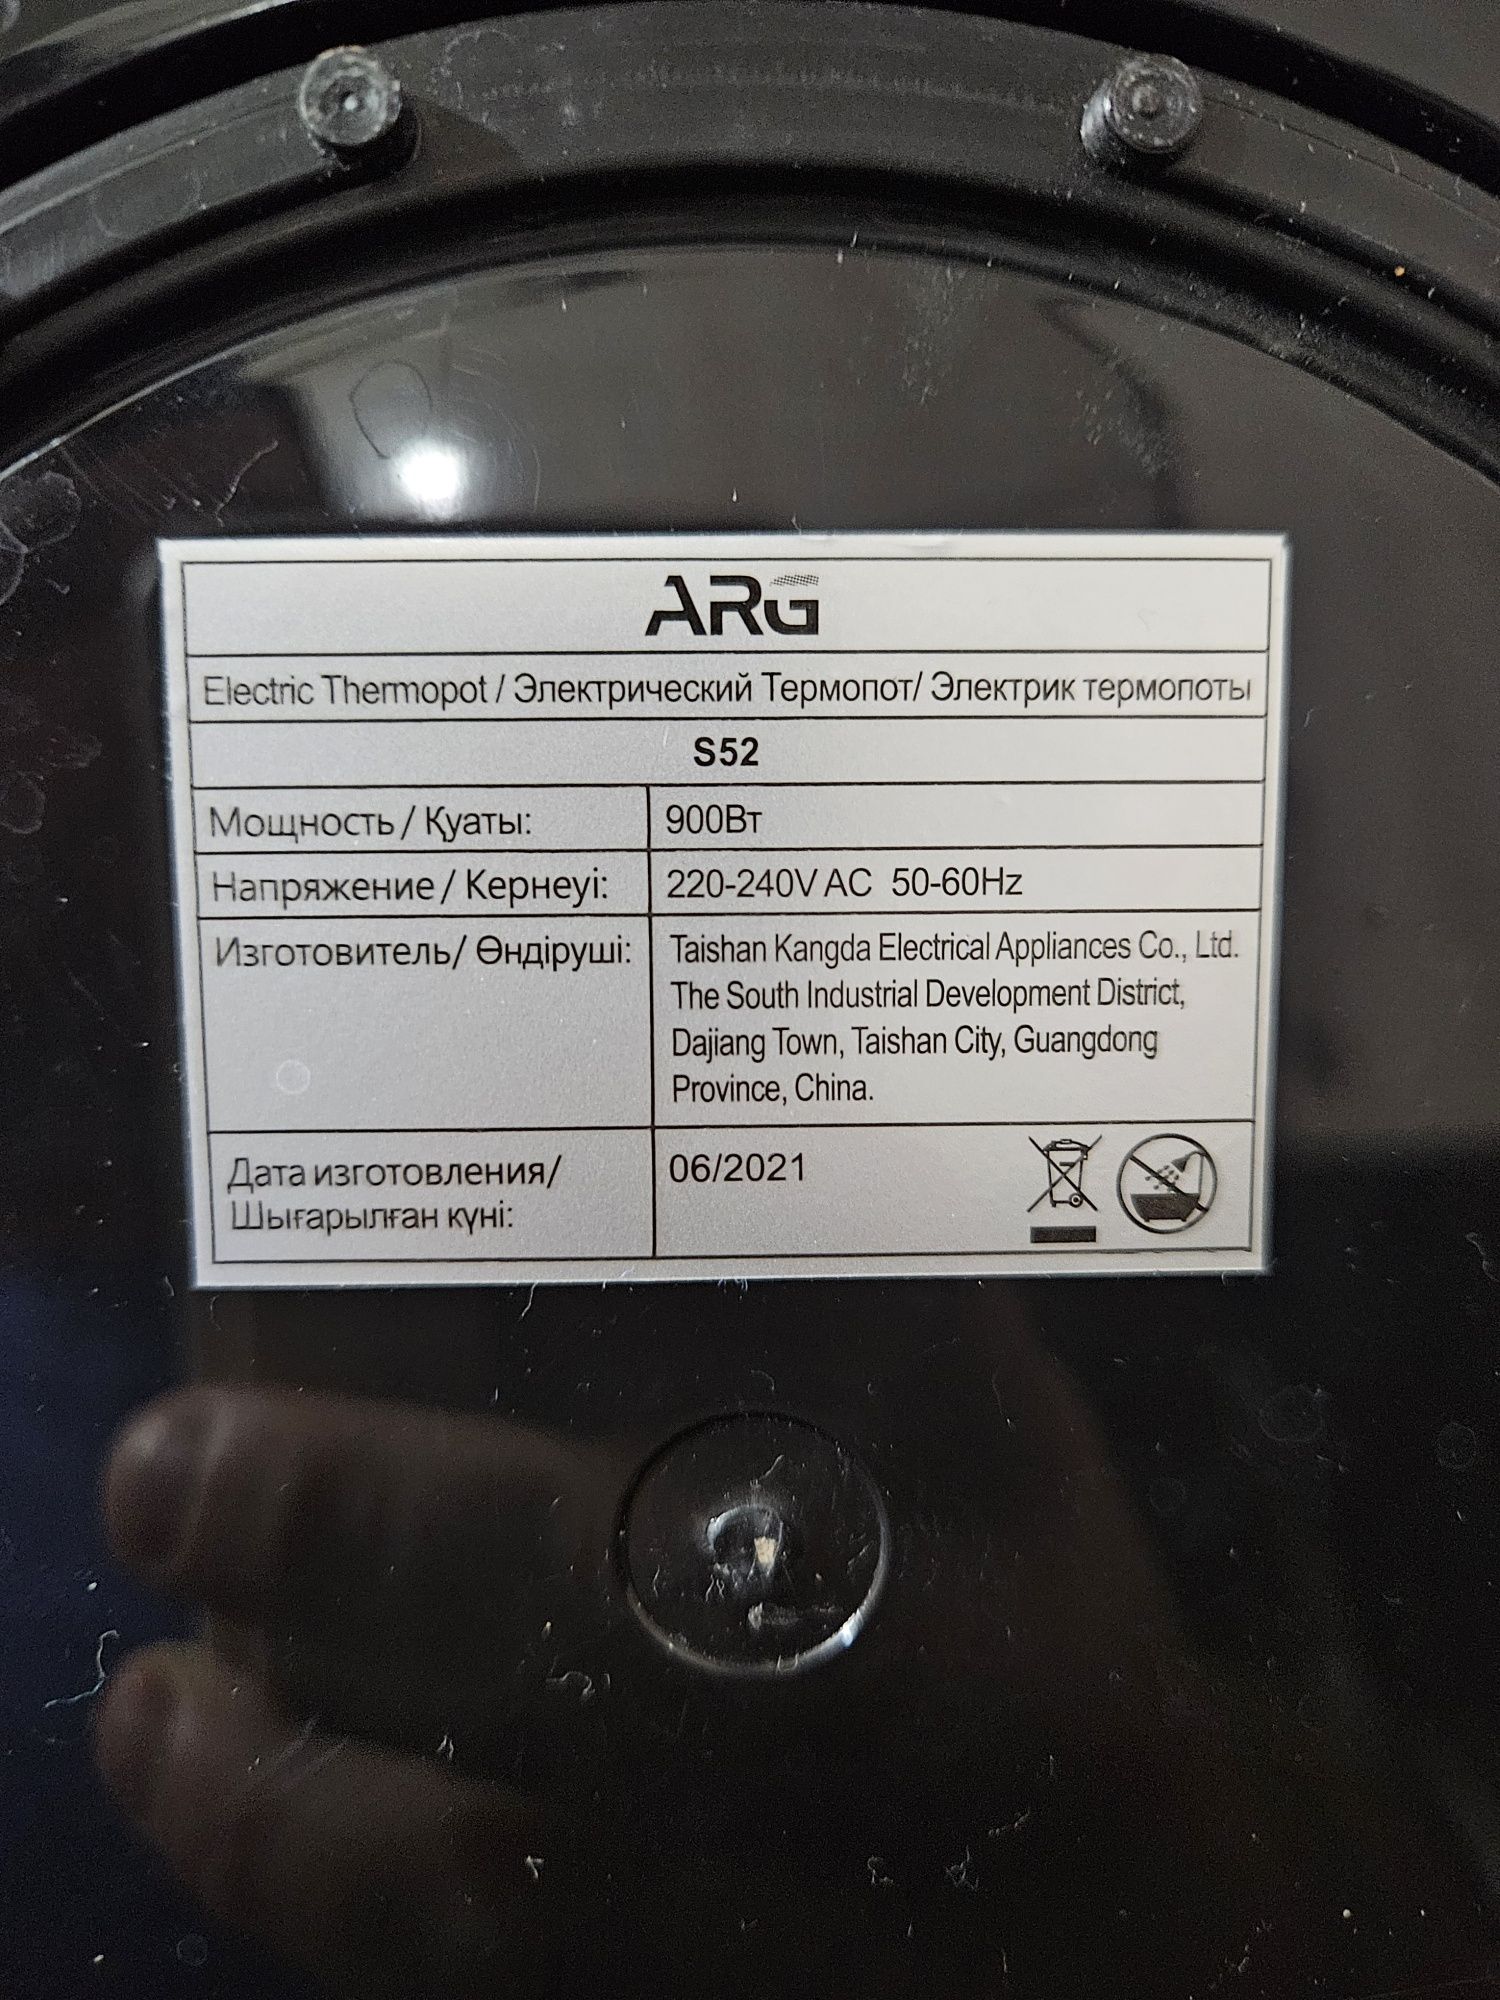 ARG
Electric Thermopot / Электрический Термопот/ Электрик термопоты
S52
Мощность / Қуаты: 900Вт
Напряжение / Кернеуі: 220-240V AC 50-60Hz
Изготовитель/ Өндіруші: Taishan Kangda Electrical Appliances Co., Ltd.
The South Industrial Development District,
Dajiang Town, Taishan City, Guangdong
Province, China.
Дата изготовления/ 06/2021
Шығарылған күні: